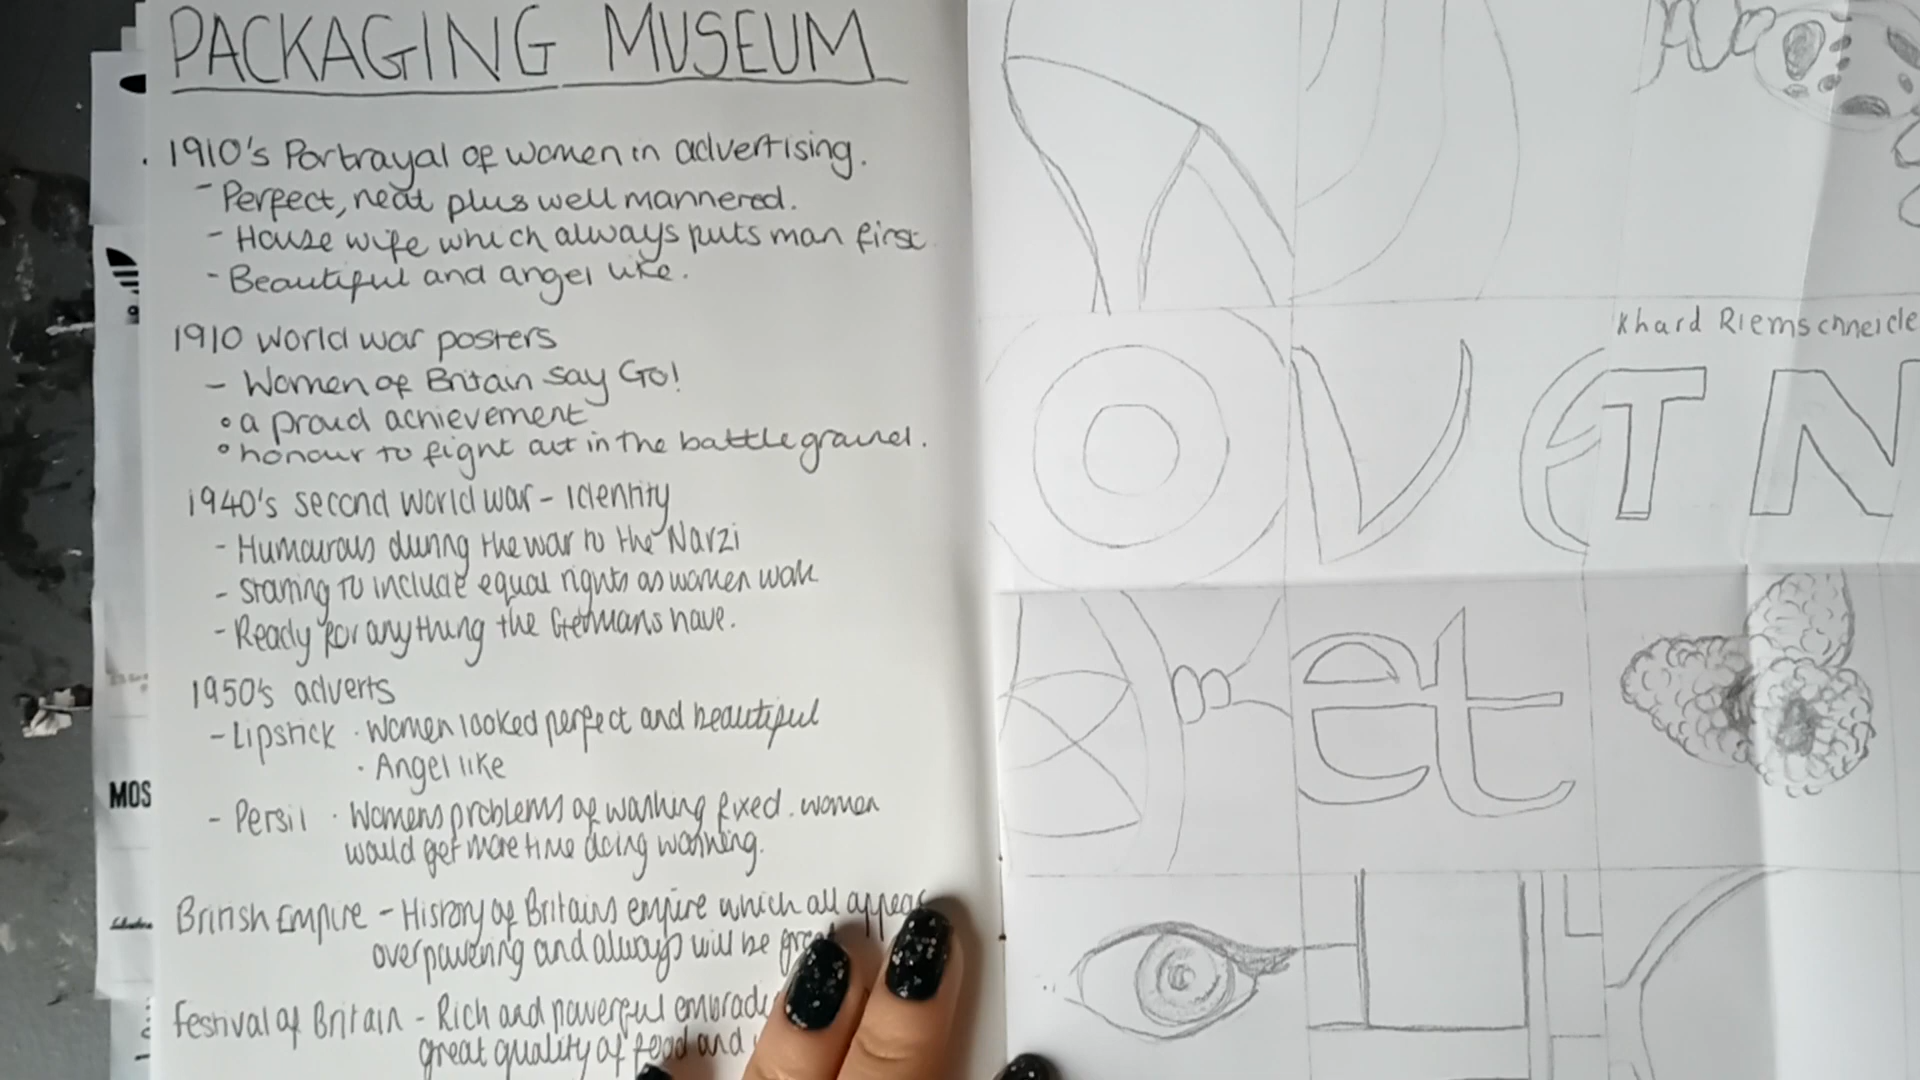 PACKAGING MUSEUM
1910's Portrayal of women in advertising.
- Perfect, neat plus well mannered.
- House wife which always puts man first
- Beautiful and angel like.
1910 world war posters
- Women of Britain say Go!
• a proud achievement
• honour to fight out in the battle ground.
1940's second world war - Identity
- Humourous during the war to the Narzi
- starting to include equal rights as women work
- Ready for anything the Germans have.
1950's adverts
- Lipstick · Women looked perfect and beautiful
· Angel like
- Persil · Womens problems of washing fixed. women
would get more time doing washing.
British Empire - History of Britains empire which all appear
overpowering and always will be
Festival of Britain - Rich and powerful
great quality of food and
MOS
khard Riemschneide
OVE
TN
et